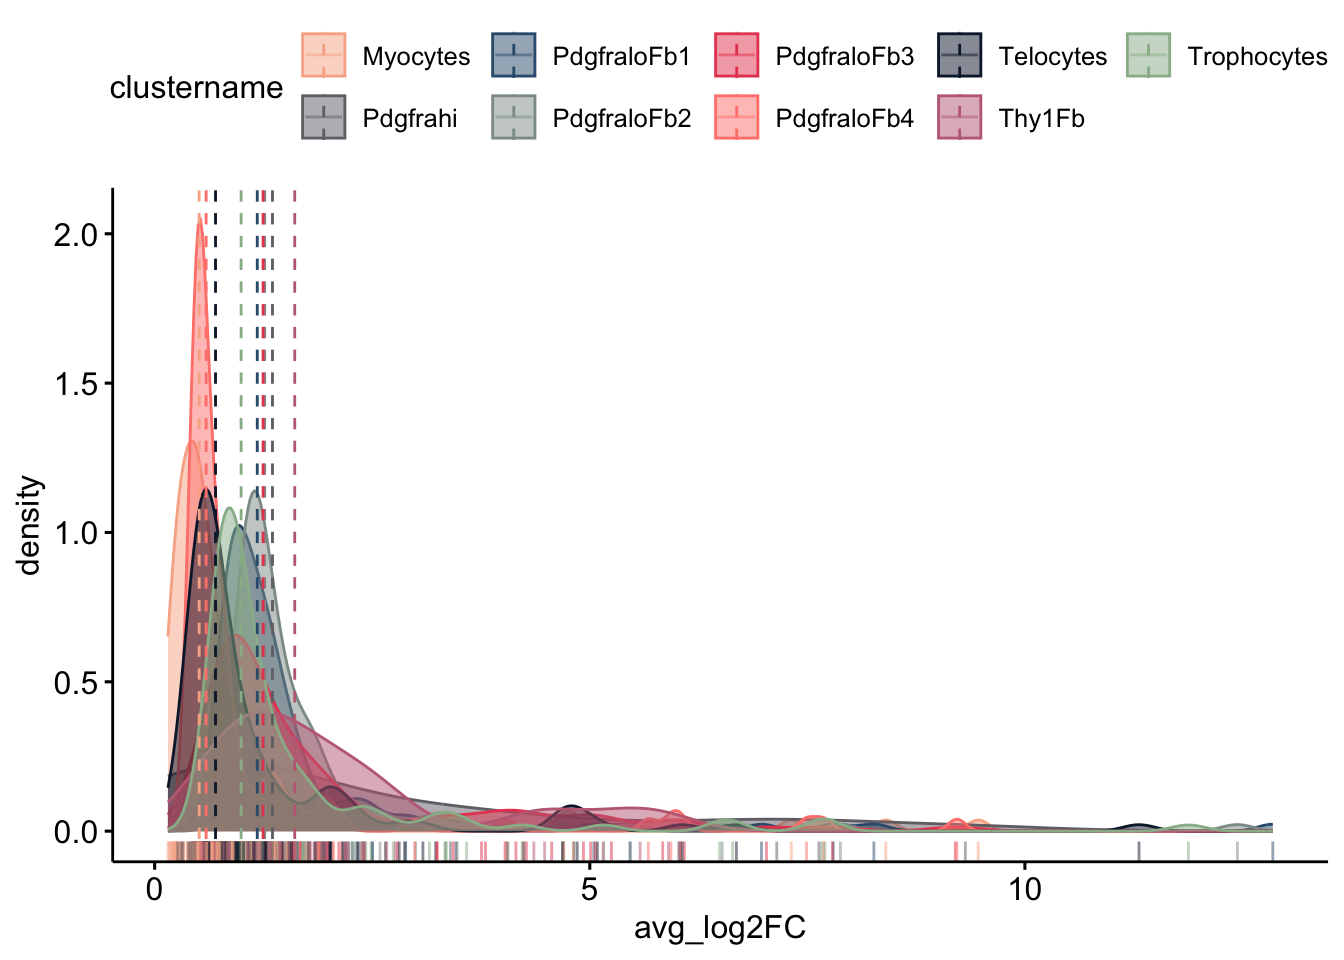 clustername
Myocytes PdgfraloFb1 PdgfraloFb3 Telocytes Trophocytes
Pdgfrahi PdgfraloFb2 PdgfraloFb4 Thy1Fb
density
2.0
1.5
1.0
0.5
0.0
0 5 10
avg_log2FC